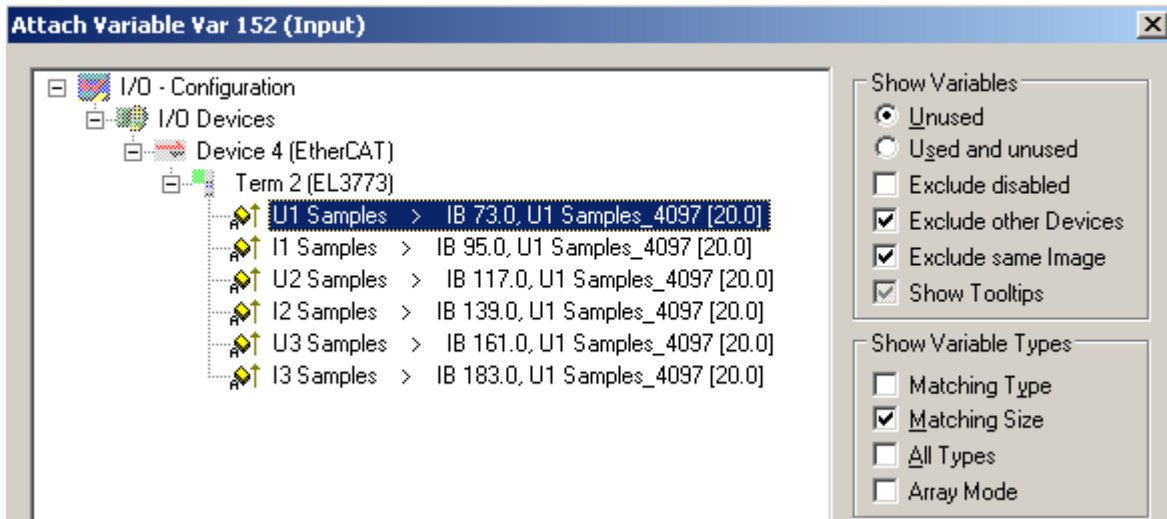 Attach Variable Var 152 (Input)
I/O - Configuration
I/O Devices
Device 4 (EtherCAT)
Term 2 (EL3773)
U1 Samples > IB 73.0, U1 Samples_4097 [20.0]
I1 Samples > IB 95.0, U1 Samples_4097 [20.0]
U2 Samples > IB 117.0, U1 Samples_4097 [20.0]
I2 Samples > IB 139.0, U1 Samples_4097 [20.0]
U3 Samples > IB 161.0, U1 Samples_4097 [20.0]
I3 Samples > IB 183.0, U1 Samples_4097 [20.0]
Show Variables
Unused
Used and unused
Exclude disabled
Exclude other Devices
Exclude same Image
Show Tooltips
Show Variable Types
Matching Type
Matching Size
All Types
Array Mode